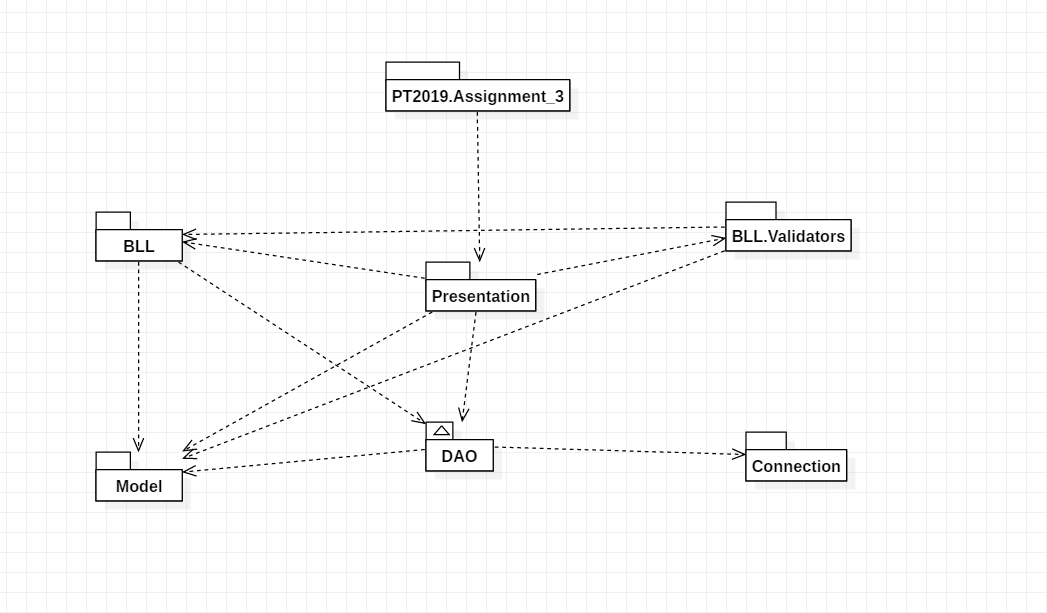 PT2019.Assignment_3
BLL
BLL.Validators
Presentation
Model
DAO
Connection